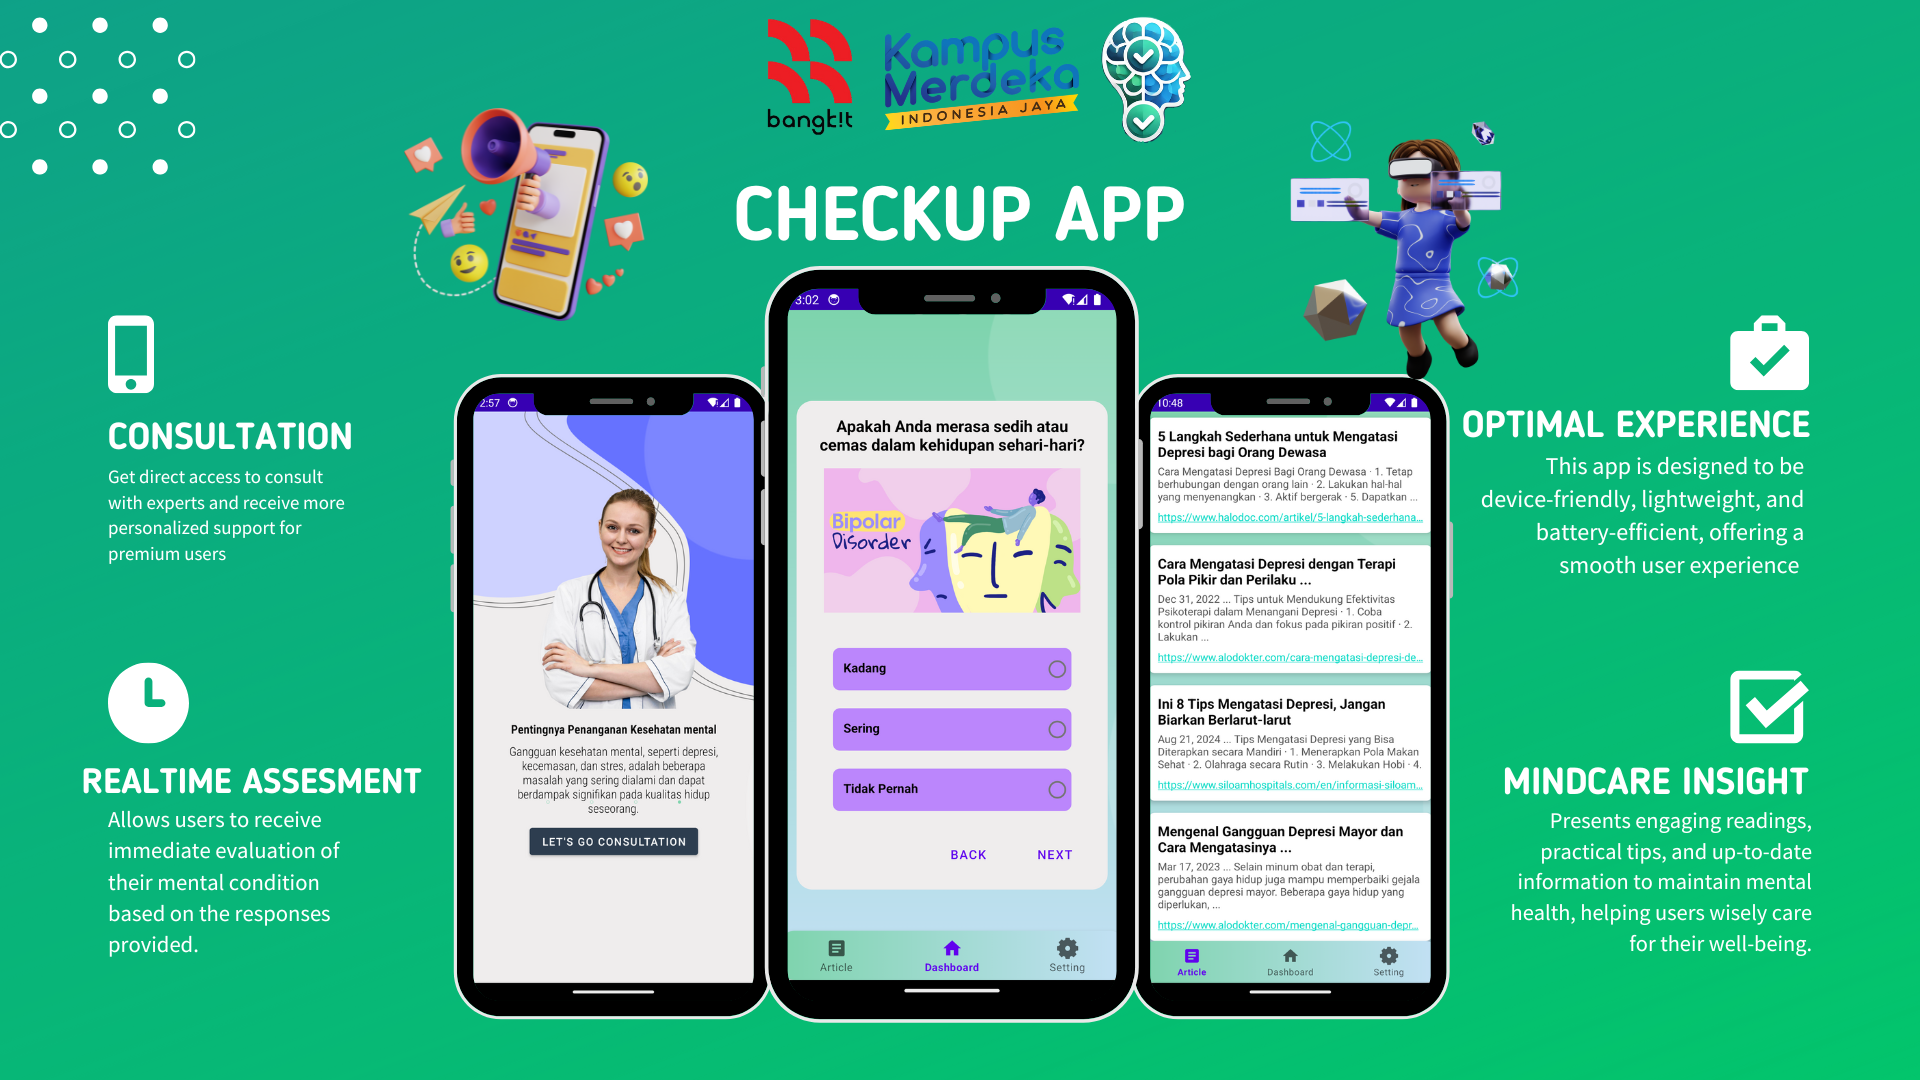 bangk!t
Kampus
Merdeka
INDONESIA JAYA
CHECKUP APP
CONSULTATION
Get direct access to consult
with experts and receive more
personalized support for
premium users
REALTIME ASSESMENT
Allows users to receive
immediate evaluation of
their mental condition
based on the responses
provided.
2:57
Pentingnya Penanganan Kesehatan mental
Gangguan kesehatan mental, seperti depresi,
kecemasan, dan stres, adalah beberapa
masalah yang sering dialami dan dapat
berdampak signifikan pada kualitas hidup
seseorang.
LET'S GO CONSULTATION
3:02
Apakah Anda merasa sedih atau
cemas dalam kehidupan sehari-hari?
Bipolar
Disorder
Kadang
Sering
Tidak Pernah
BACK NEXT
Article Dashboard Setting
10:48
5 Langkah Sederhana untuk Mengatasi
Depresi bagi Orang Dewasa
Cara Mengatasi Depresi Bagi Orang Dewasa · 1. Tetap
berhubungan dengan orang lain · 2. Lakukan hal-hal
yang menyenangkan · 3. Aktif bergerak · 5. Dapatkan ...
https://www.halodoc.com/artikel/5-langkah-sederhana...
Cara Mengatasi Depresi dengan Terapi
Pola Pikir dan Perilaku ...
Dec 31, 2022 ... Tips untuk Mendukung Efektivitas
Psikoterapi dalam Menangani Depresi · 1. Coba
kontrol pikiran Anda dan fokus pada pikiran positif · 2.
Lakukan ...
https://www.alodokter.com/cara-mengatasi-depresi-de...
Ini 8 Tips Mengatasi Depresi, Jangan
Biarkan Berlarut-larut
Aug 21, 2024 ... Tips Mengatasi Depresi yang Bisa
Diterapkan secara Mandiri · 1. Menerapkan Pola Makan
Sehat · 2. Olahraga secara Rutin · 3. Melakukan Hobi · 4.
https://www.siloamhospitals.com/en/informasi-siloam...
Mengenal Gangguan Depresi Mayor dan
Cara Mengatasinya ...
Mar 17, 2023 ... Selain minum obat dan terapi,
perubahan gaya hidup juga mampu memperbaiki gejala
gangguan depresi mayor. Beberapa gaya hidup yang
diperlukan, ...
https://www.alodokter.com/mengenal-gangguan-depr...
Article Dashboard Setting
OPTIMAL EXPERIENCE
This app is designed to be
device-friendly, lightweight, and
battery-efficient, offering a
smooth user experience
MINDCARE INSIGHT
Presents engaging readings,
practical tips, and up-to-date
information to maintain mental
health, helping users wisely care
for their well-being.